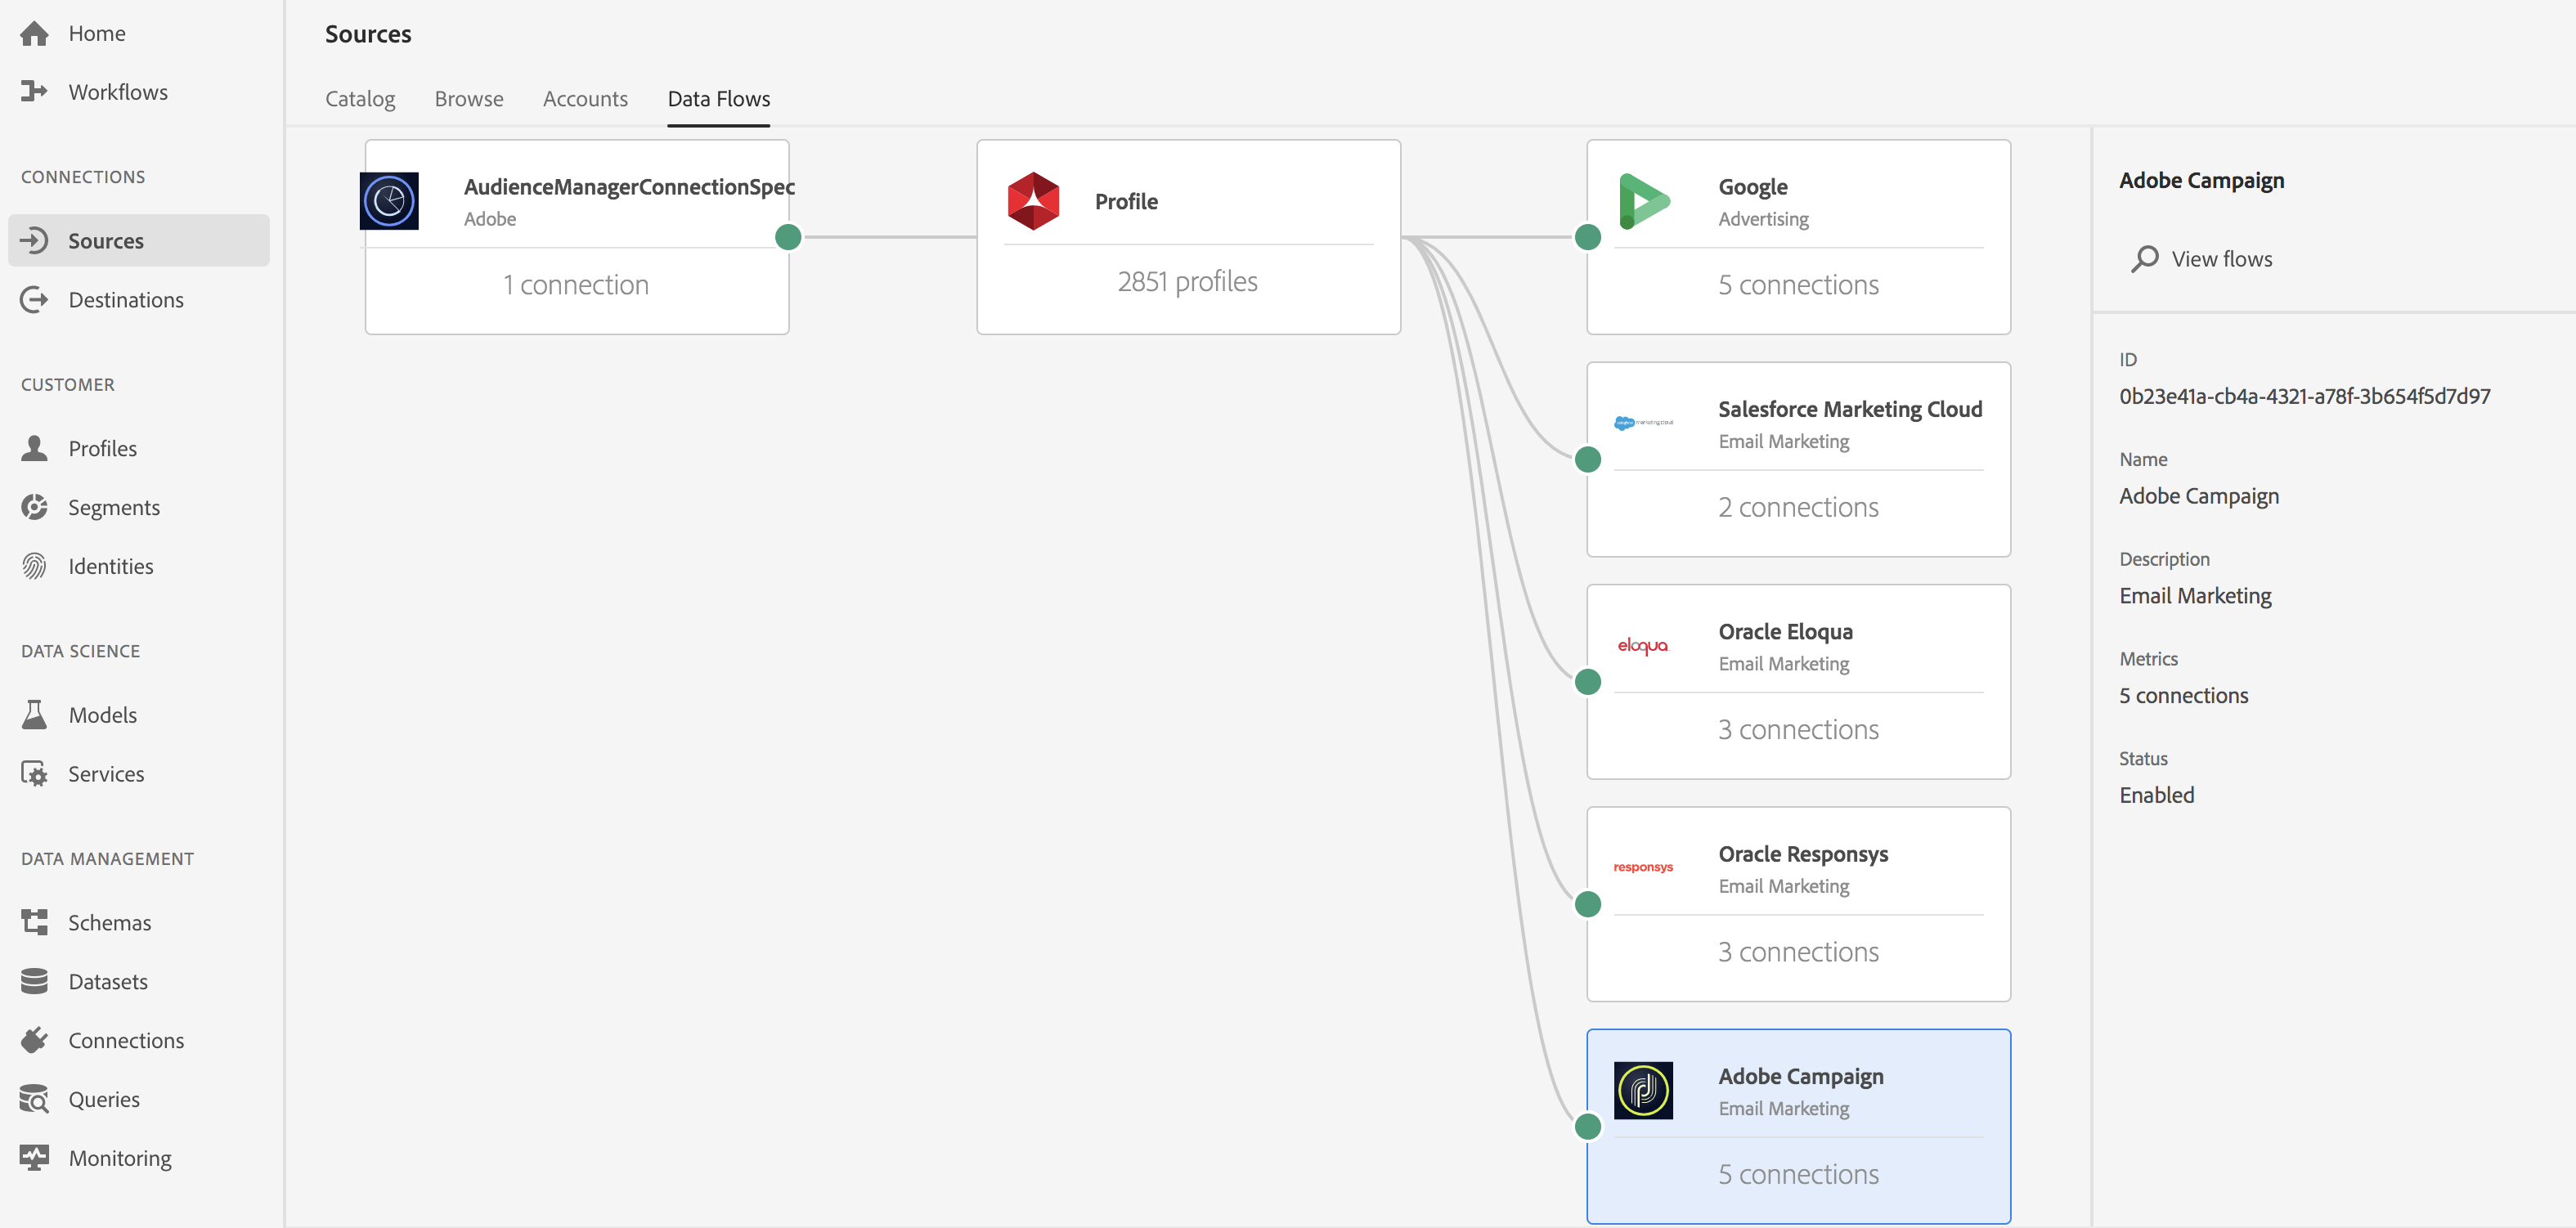 Home
Workflows
CONNECTIONS
Sources
Destinations
CUSTOMER
Profiles
Segments
Identities
DATA SCIENCE
Models
Services
DATA MANAGEMENT
Schemas
Datasets
Connections
Queries
Monitoring
Sources
Catalog Browse Accounts Data Flows
AudienceManagerConnectionSpec
Adobe
1 connection
Profile
2851 profiles
Google
Advertising
5 connections
Salesforce Marketing Cloud
Email Marketing
2 connections
eloqua
Oracle Eloqua
Email Marketing
3 connections
responsys
Oracle Responsys
Email Marketing
3 connections
Adobe Campaign
Email Marketing
5 connections
Adobe Campaign
View flows
ID
0b23e41a-cb4a-4321-a78f-3b654f5d7d97
Name
Adobe Campaign
Description
Email Marketing
Metrics
5 connections
Status
Enabled